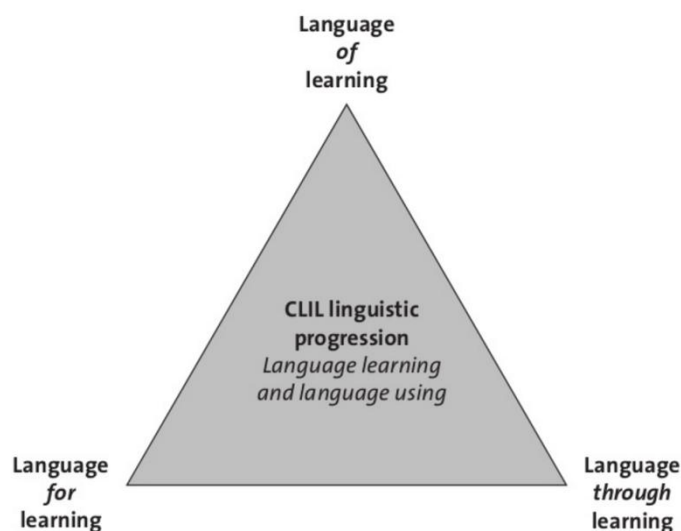 Language
of
learning
CLIL linguistic
progression
Language learning
and language using
Language
for
learning
Language
through
learning